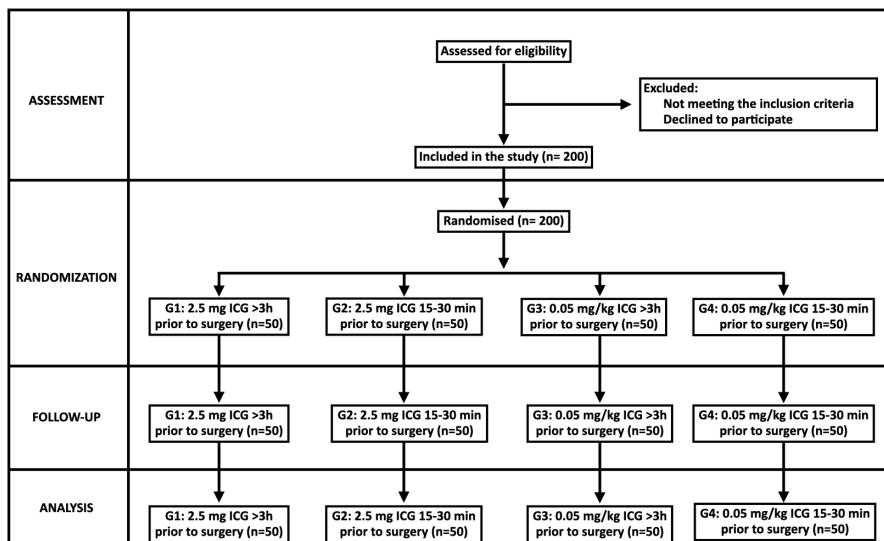 ASSESSMENT
Assessed for eligibility
Excluded:
Not meeting the inclusion criteria
Declined to participate
Included in the study (n= 200)
RANDOMIZATION
Randomised (n= 200)
G1: 2.5 mg ICG >3h
prior to surgery (n=50)
G2: 2.5 mg ICG 15-30 min
prior to surgery (n=50)
G3: 0.05 mg/kg ICG >3h
prior to surgery (n=50)
G4: 0.05 mg/kg ICG 15-30 min
prior to surgery (n=50)
FOLLOW-UP
G1: 2.5 mg ICG >3h
prior to surgery (n=50)
G2: 2.5 mg ICG 15-30 min
prior to surgery (n=50)
G3: 0.05 mg/kg ICG >3h
prior to surgery (n=50)
G4: 0.05 mg/kg ICG 15-30 min
prior to surgery (n=50)
ANALYSIS
G1: 2.5 mg ICG >3h
prior to surgery (n=50)
G2: 2.5 mg ICG 15-30 min
prior to surgery (n=50)
G3: 0.05 mg/kg ICG >3h
prior to surgery (n=50)
G4: 0.05 mg/kg ICG 15-30 min
prior to surgery (n=50)